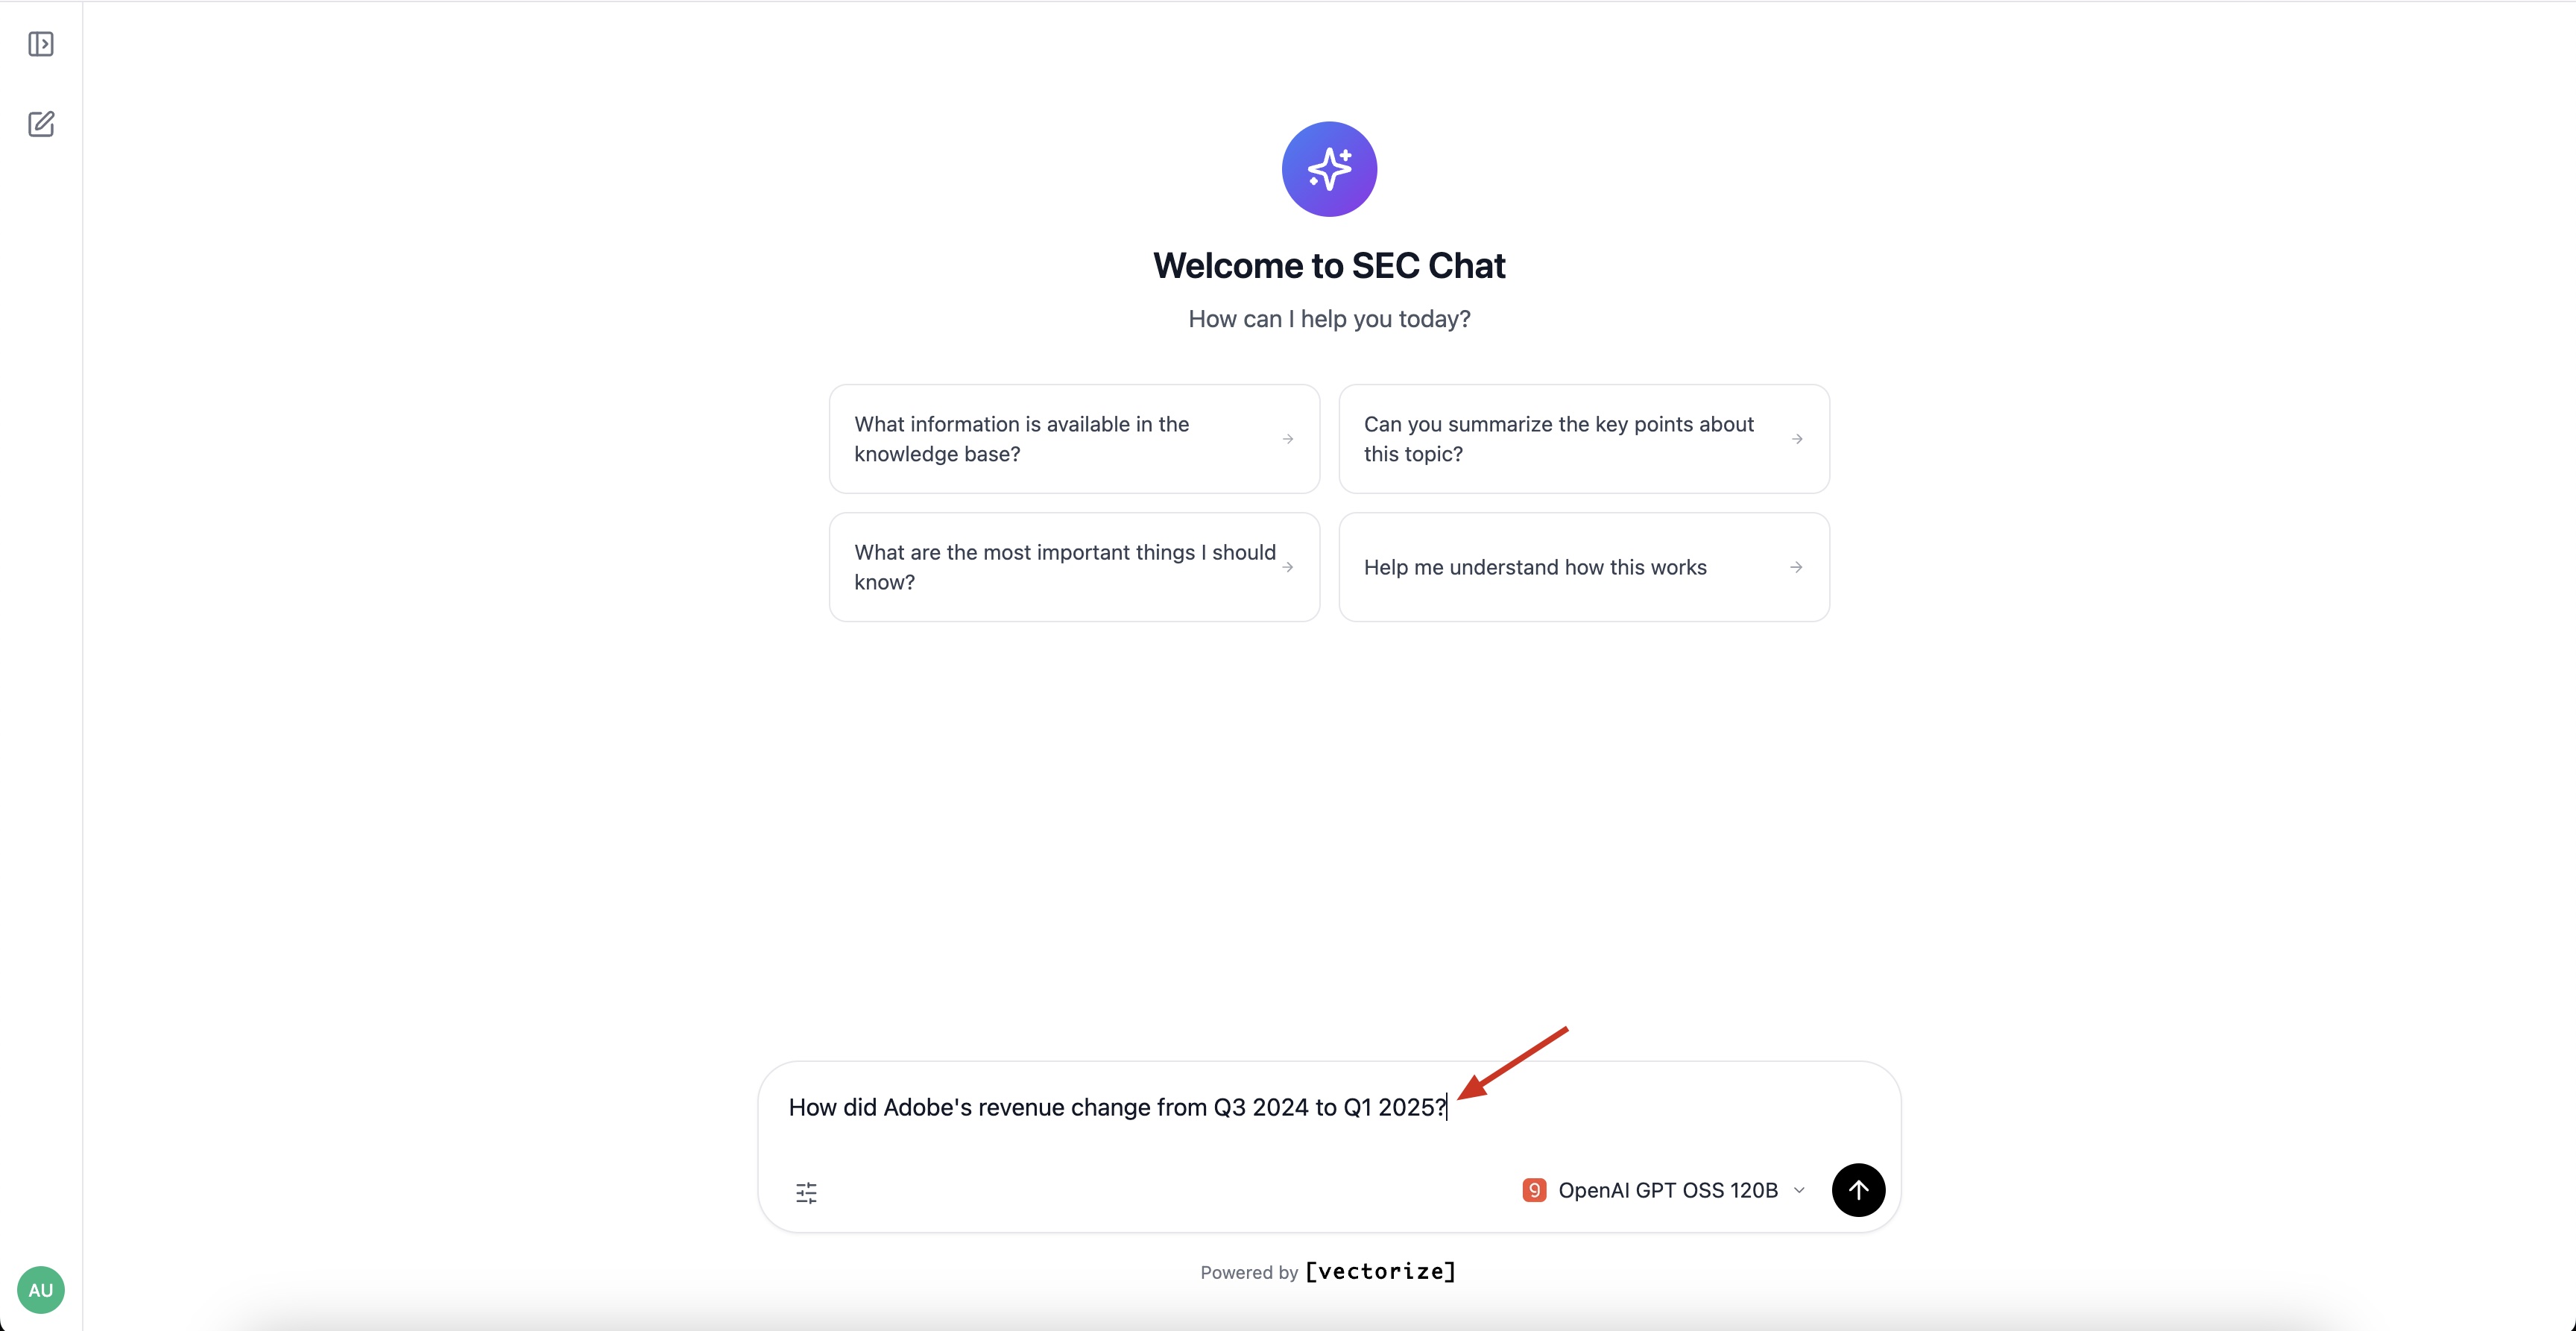 Welcome to SEC Chat
How can I help you today?
What information is available in the
knowledge base?
Can you summarize the key points about
this topic?
What are the most important things I should
know?
Help me understand how this works
How did Adobe's revenue change from Q3 2024 to Q1 2025?
OpenAI GPT OSS 120B
Powered by [vectorize]
AU